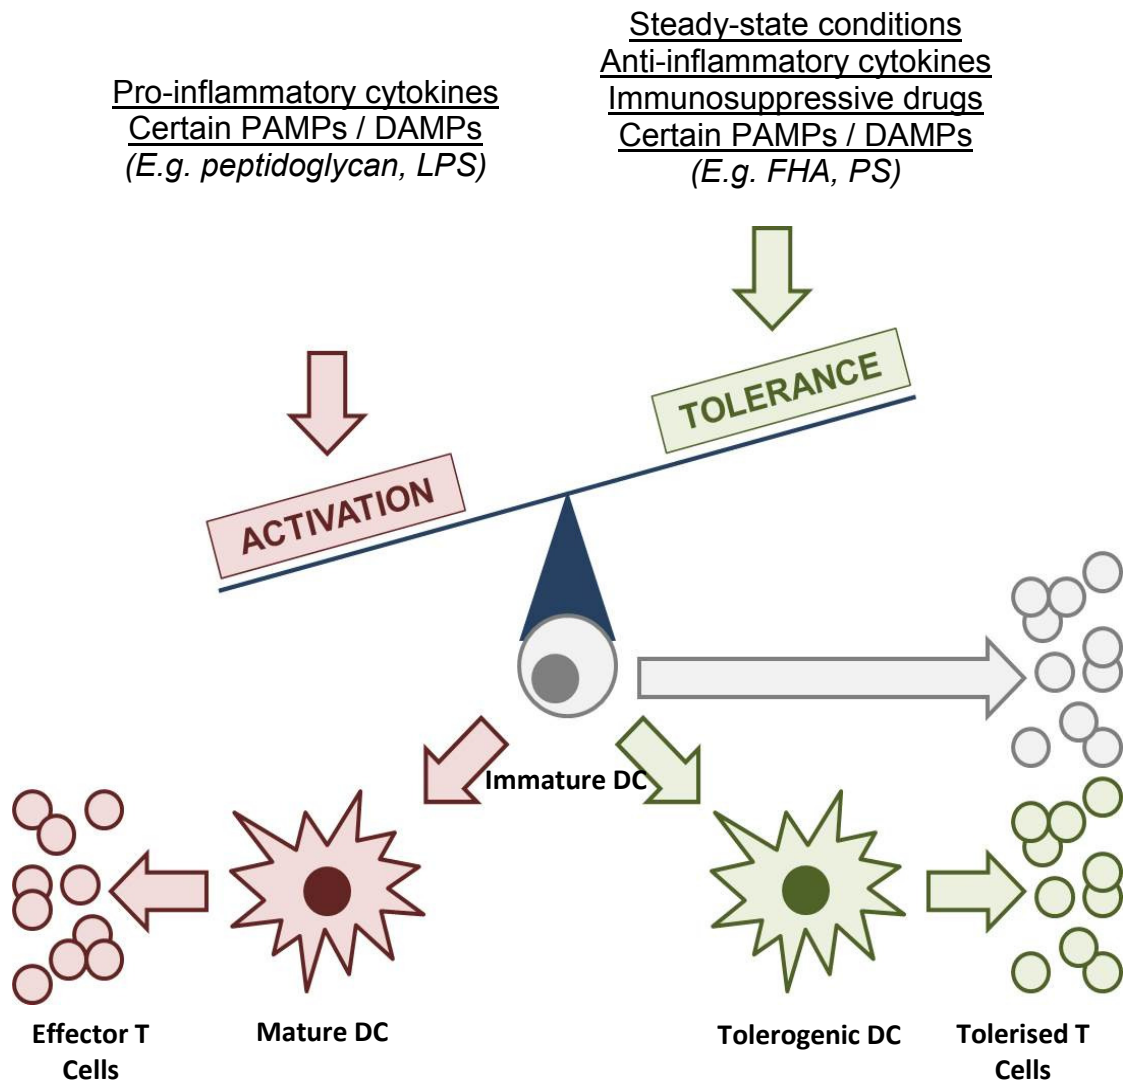 Steady-state conditions
Anti-inflammatory cytokines
Immunosuppressive drugs
Certain PAMPs / DAMPs
(E.g. FHA, PS)
Pro-inflammatory cytokines
Certain PAMPs / DAMPs
(E.g. peptidoglycan, LPS)
TOLERANCE
ACTIVATION
Immature DC
Effector T
Cells
Mature DC
Tolerogenic DC
Tolerised T
Cells